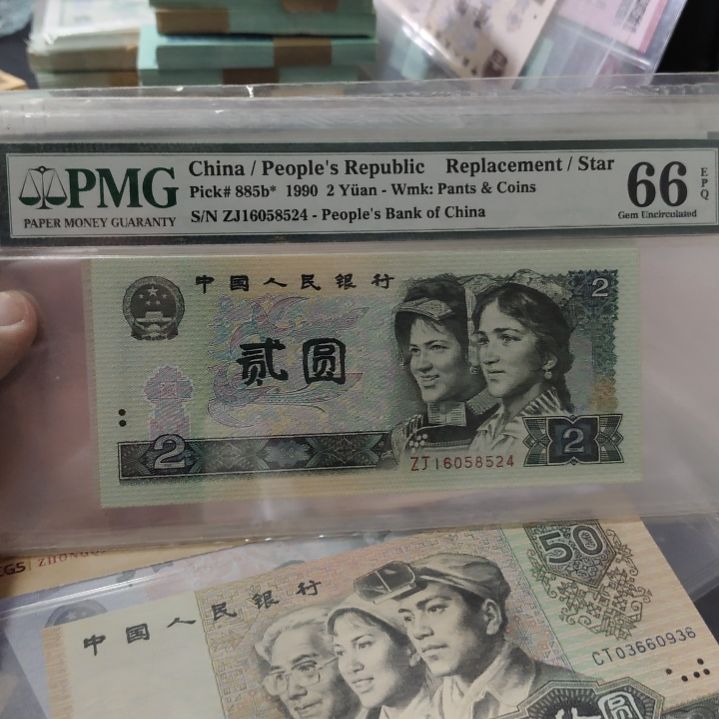 PMG
PAPER MONEY GUARANTY
China / People's Republic Replacement / Star
Pick# 885b* 1990 2 Yüan - Wmk: Pants & Coins
S/N ZJ16058524 - People's Bank of China
66 EPQ
Gem Uncirculated
中国人民银行
2
贰圆
ZJ16058524
2
2
中国人民银行
50
CT03660936
圆